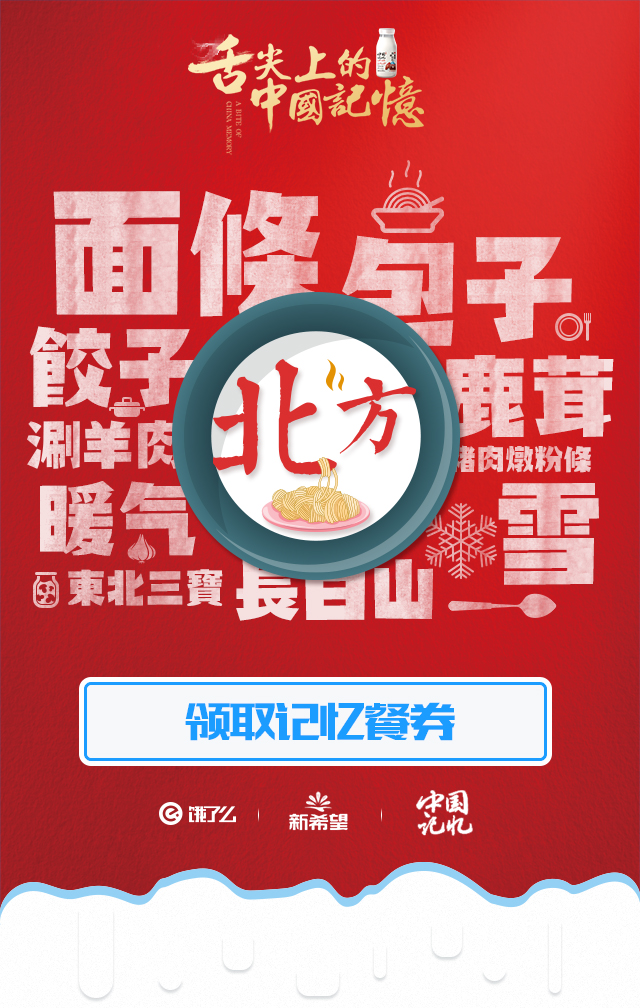 舌尖上的
中國記憶
A BITE OF
CHINA MEMORY
面條
包子
餃子
鹿茸
北方
涮羊肉
豬肉燉粉條
暖气
雪
東北三寶
長白山
领取记忆餐券
饿了么
新希望
中国
记忆